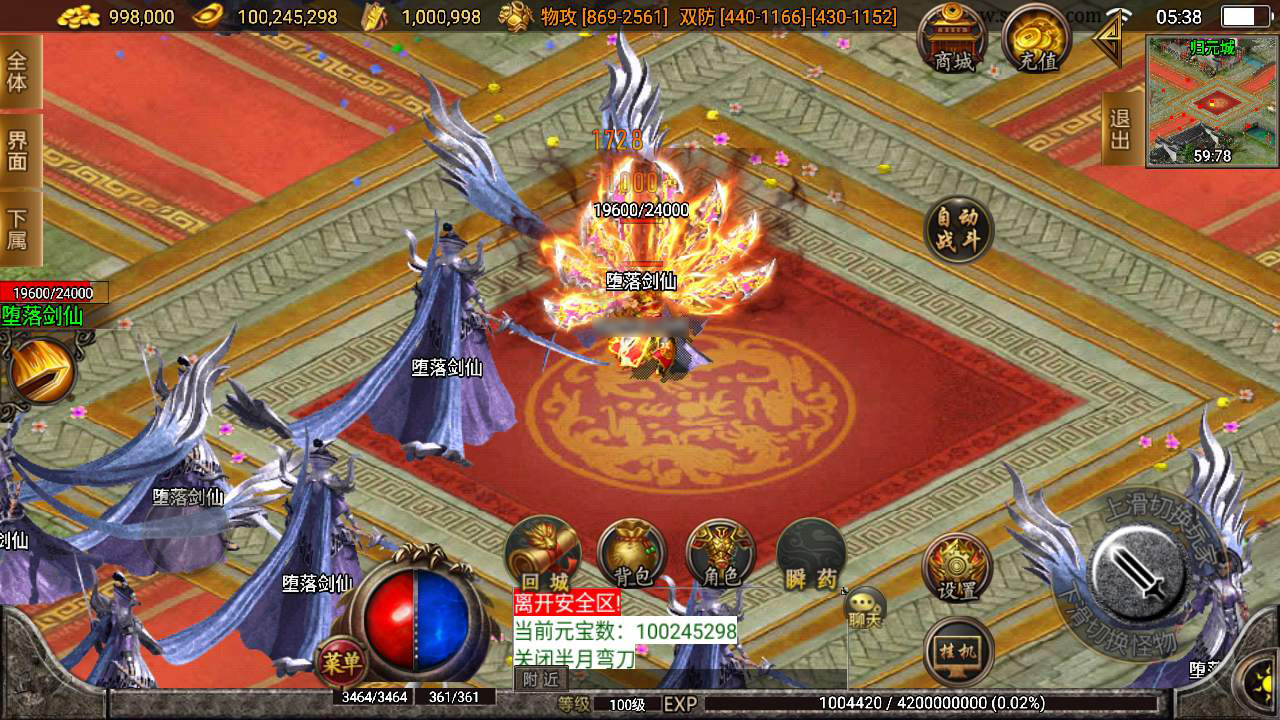 998,000
100,245,298
1,000,998
物攻 [869-2561] 双防 [440-1166]-[430-1152]
商城
充值
05:38
全体
界面
下属
归元城
退出
59:78
1728
1000
19600/24000
堕落剑仙
自动战斗
19600/24000
堕落剑仙
堕落剑仙
堕落剑仙
剑仙
堕落剑仙
上滑切换玩家
下滑切换怪物
回城
背包
角色
瞬药
设置
聊天
离开安全区!
当前元宝数：100245298
关闭半月弯刀
附近
挂机
菜单
堕落
3464/3464
361/361
等级
100级
EXP
1004420 / 4200000000 (0.02%)